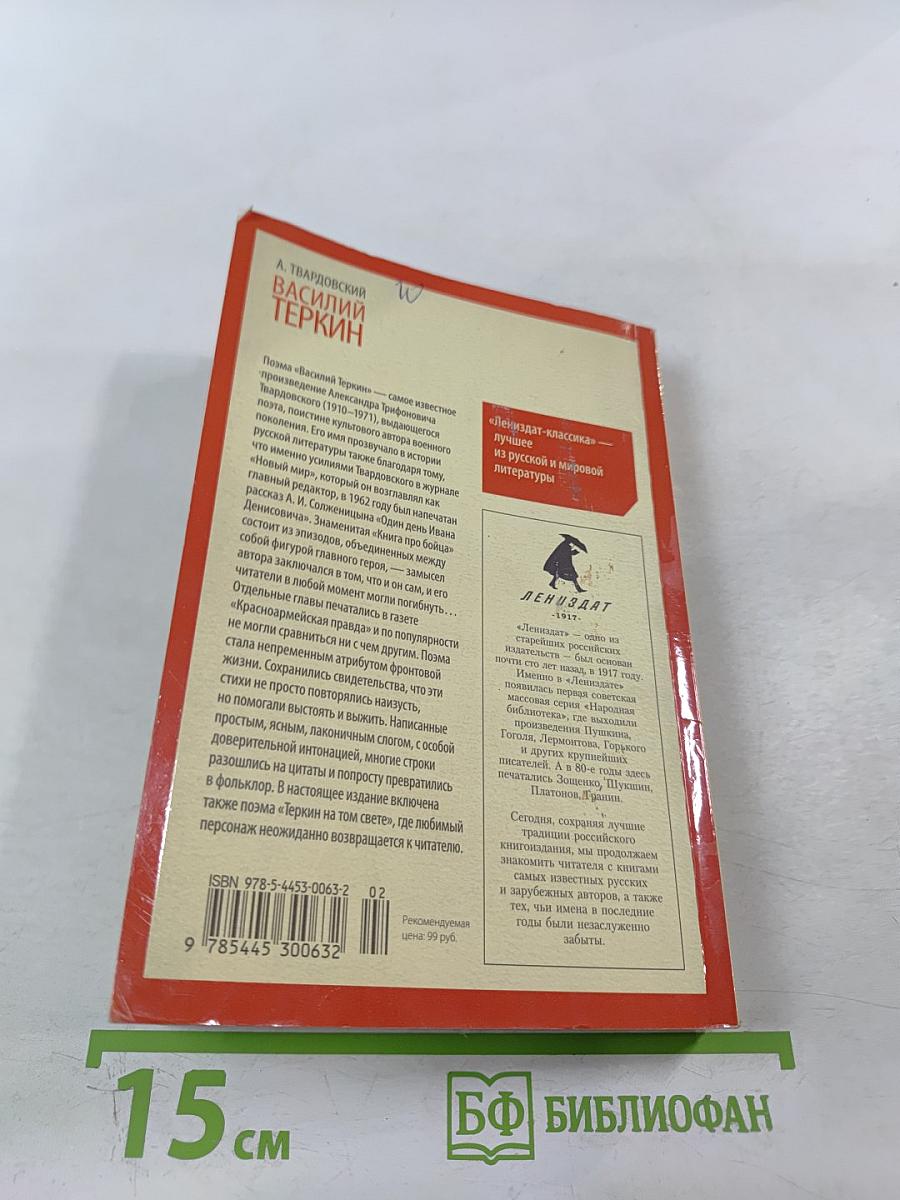 А. ТВАРДОВСКИЙ
ВАСИЛИЙ
ТЕРКИН
Поэма «Василий Теркин» — самое известное
произведение Александра Трифоновича
Твардовского (1910–1971), выдающегося
поэта, поистине культового автора военного
поколения. Его имя прозвучало в истории
русской литературы также благодаря тому,
что именно усилиями Твардовского в журнале
«Новый мир», который он возглавлял как
главный редактор, в 1962 году был напечатан
рассказ А. И. Солженицына «Один день Ивана
Денисовича». Знаменитая «Книга про бойца»
состоит из эпизодов, объединенных между
собой фигурой главного героя, — замысел
автора заключался в том, что и он сам, и его
читатели в любой момент могли погибнуть...
Отдельные главы печатались в газете
«Красноармейская правда» и по популярности
не могли сравниться ни с чем другим. Поэма
стала непременным атрибутом фронтовой
жизни. Сохранились свидетельства, что эти
стихи не просто повторялись наизусть,
но помогали выстоять и выжить. Написанные
простым, ясным, лаконичным слогом, с особой
доверительной интонацией, многие строки
разошлись на цитаты и попросту превратились
в фольклор. В настоящее издание включена
также поэма «Теркин на том свете», где любимый
персонаж неожиданно возвращается к читателю.
«Лениздат-классика» —
лучшее
из русской и мировой
литературы
ЛЕНИЗДАТ
-1917-
«Лениздат» — одно из
старейших российских
издательств — был основан
почти сто лет назад, в 1917 году.
Именно в «Лениздате»
появилась первая советская
массовая серия «Народная
библиотека», где выходили
произведения Пушкина,
Гоголя, Лермонтова, Горького
и других крупнейших
писателей. А в 80-е годы здесь
печатались Зощенко, Шукшин,
Платонов, Гранин.
Сегодня, сохраняя лучшие
традиции российского
книгоиздания, мы продолжаем
знакомить читателя с книгами
самых известных русских
и зарубежных авторов, а также
тех, чьи имена в последние
годы были незаслуженно
забыты.
ISBN 978-5-4453-0063-2
02
9 785445 300632
Рекомендуемая
цена: 99 руб.
15 см
БФ БИБЛИОФАН